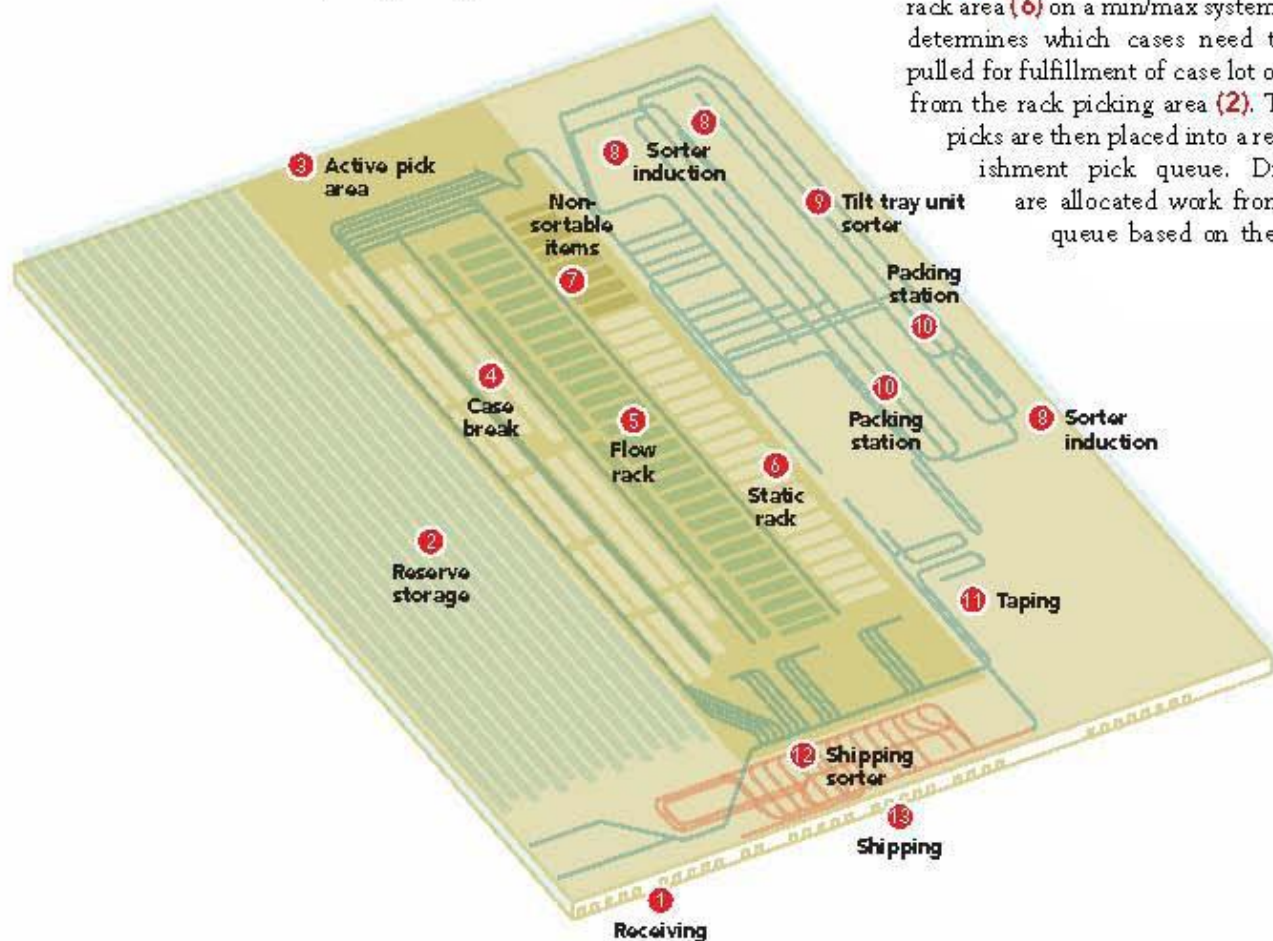 rack area (6) on a min/max system
determines which cases need t
pulled for fulfillment of case lot o
from the rack picking area (2). T
picks are then placed into a re
ishment pick queue. Dr
are allocated work from
queue based on the
3 Active pick
area
8
8 Sorter
induction
Non-
sortable
items
7
9 Tilt tray unit
sorter
Packing
station
10
4
Case
break
5
Flow
rack
10
Packing
station
8 Sorter
induction
6
Static
rack
2
Reserve
storage
11 Taping
12 Shipping
sorter
13
Shipping
1
Receiving